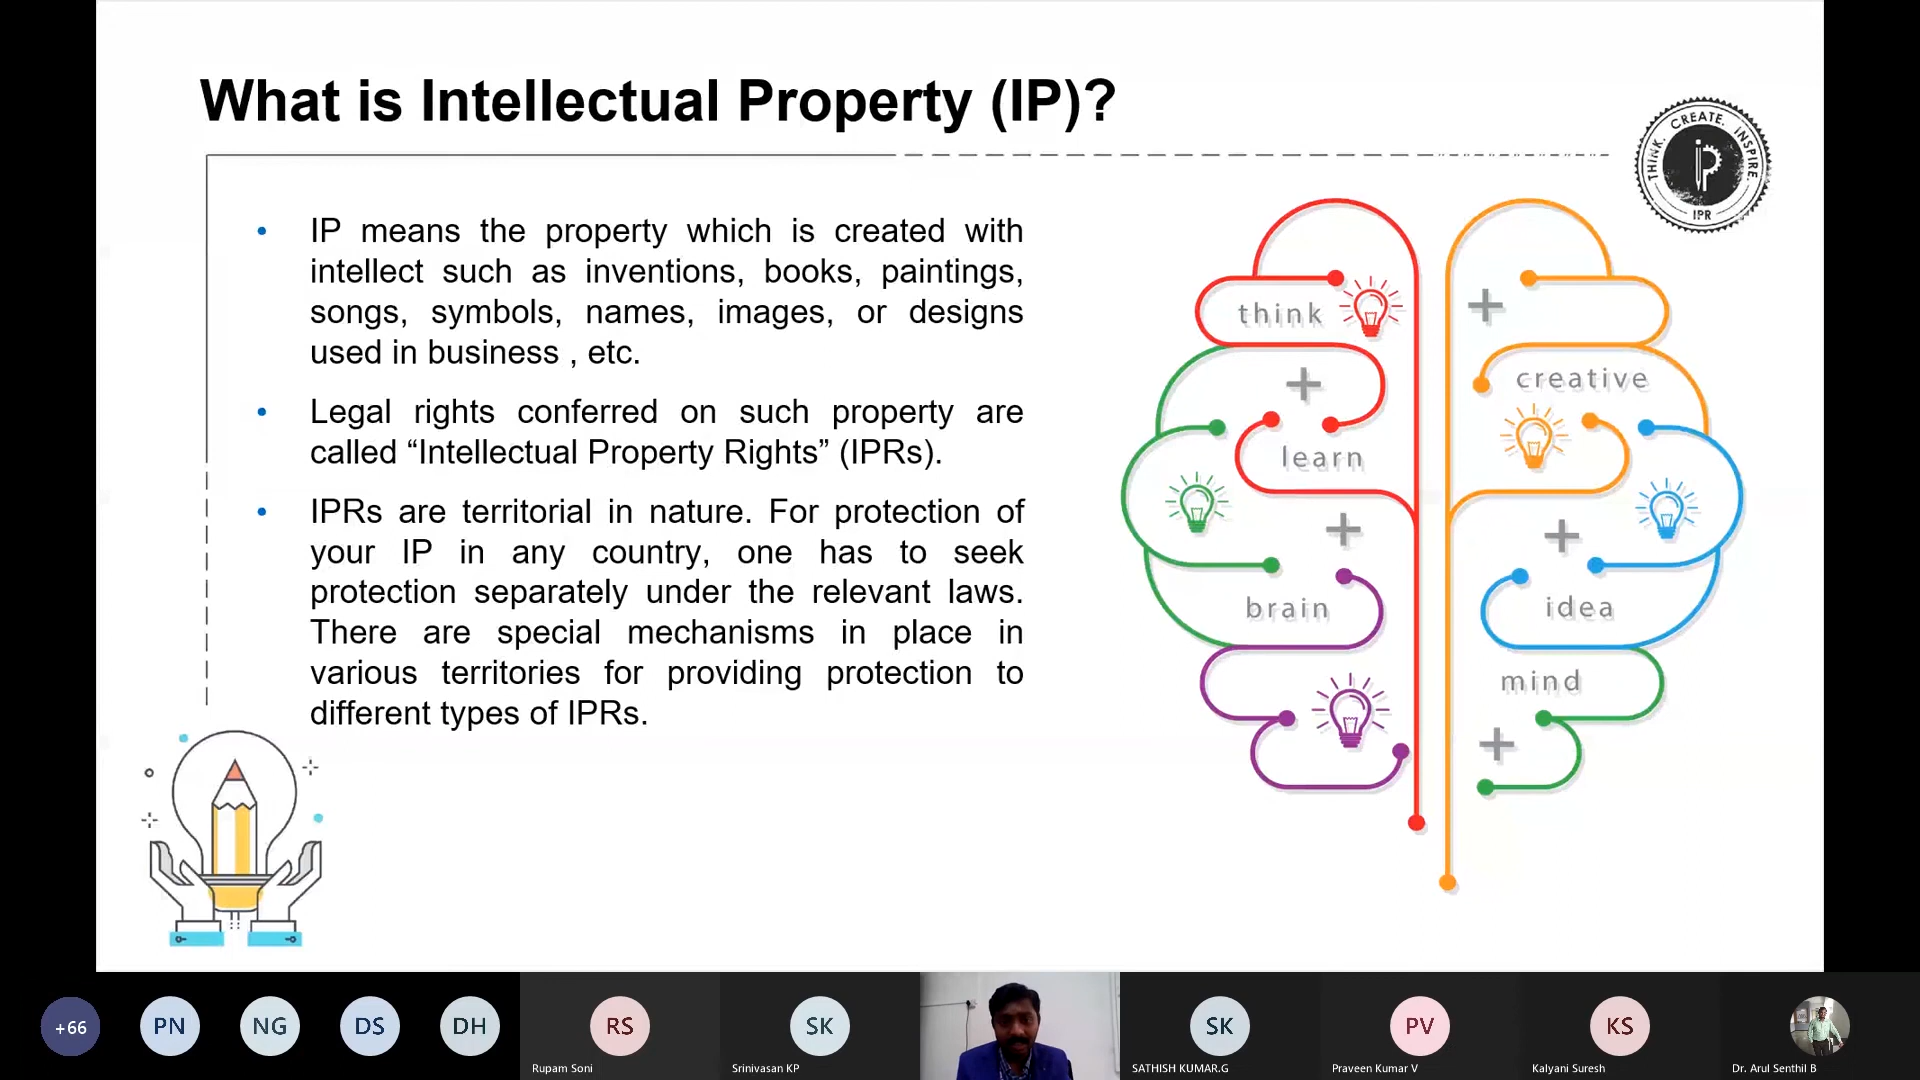 What is Intellectual Property (IP)?
THINK. CREATE. INSPIRE.
IPR
• IP means the property which is created with
intellect such as inventions, books, paintings,
songs, symbols, names, images, or designs
used in business , etc.
• Legal rights conferred on such property are
called “Intellectual Property Rights” (IPRs).
• IPRs are territorial in nature. For protection of
your IP in any country, one has to seek
protection separately under the relevant laws.
There are special mechanisms in place in
various territories for providing protection to
different types of IPRs.
think
creative
learn
brain
idea
mind
+66
PN
NG
DS
DH
RS
SK
SK
PV
KS
Rupam Soni
Srinivasan KP
SATHISH KUMAR.G
Praveen Kumar V
Kalyani Suresh
Dr. Arul Senthil B